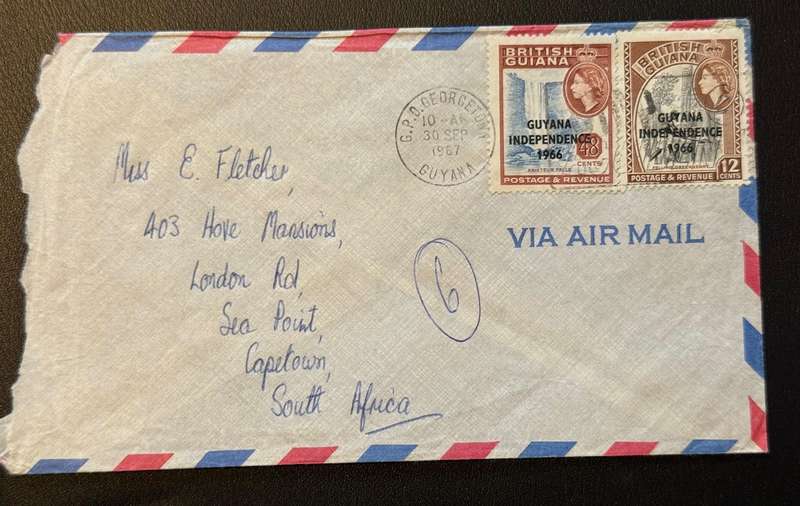 G.P.O. GEORGETOWN
10 - A
30 SEP
1967
GUYANA
BRITISH
GUIANA
GUYANA
INDEPENDENCE
1966
48
CENTS
KAIETEUR FALLS
POSTAGE & REVENUE
BRITISH
GUIANA
GUYANA
INDEPENDENCE
1966
12
CENTS
POSTAGE & REVENUE
VIA AIR MAIL
Miss E. Fletcher,
403 Hove Mansions,
London Rd,
Sea Point,
Capetown,
South Africa
6